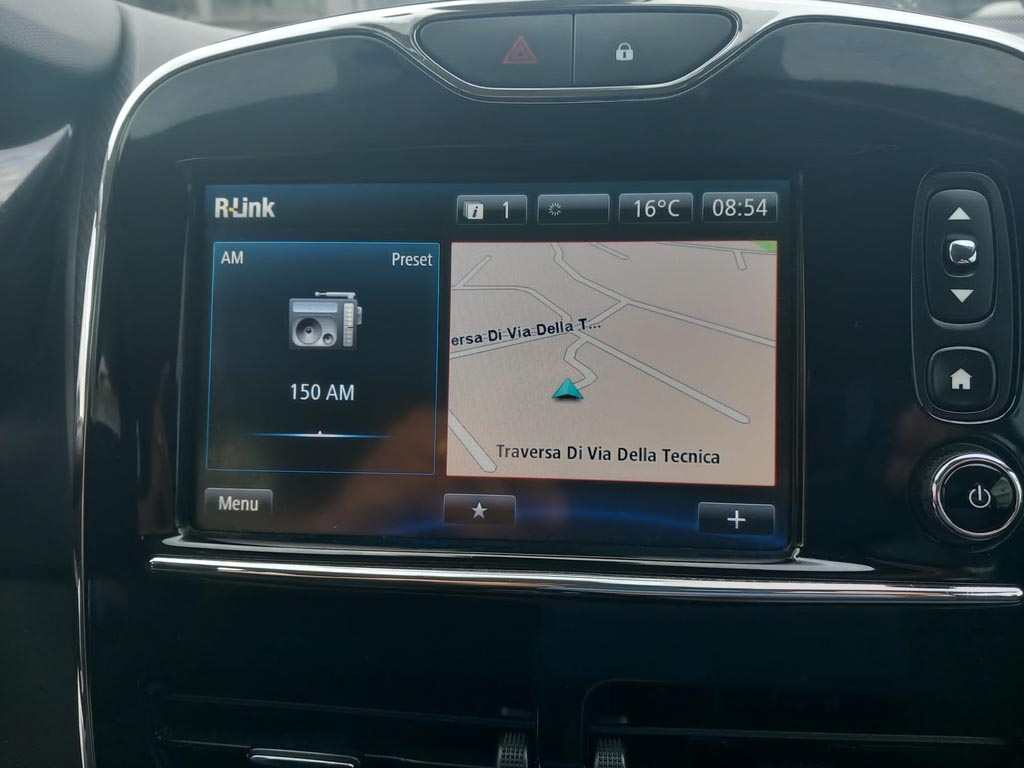 R-Link
1
16°C
08:54
AM
Preset
ersa Di Via Della T...
150 AM
Traversa Di Via Della Tecnica
Menu